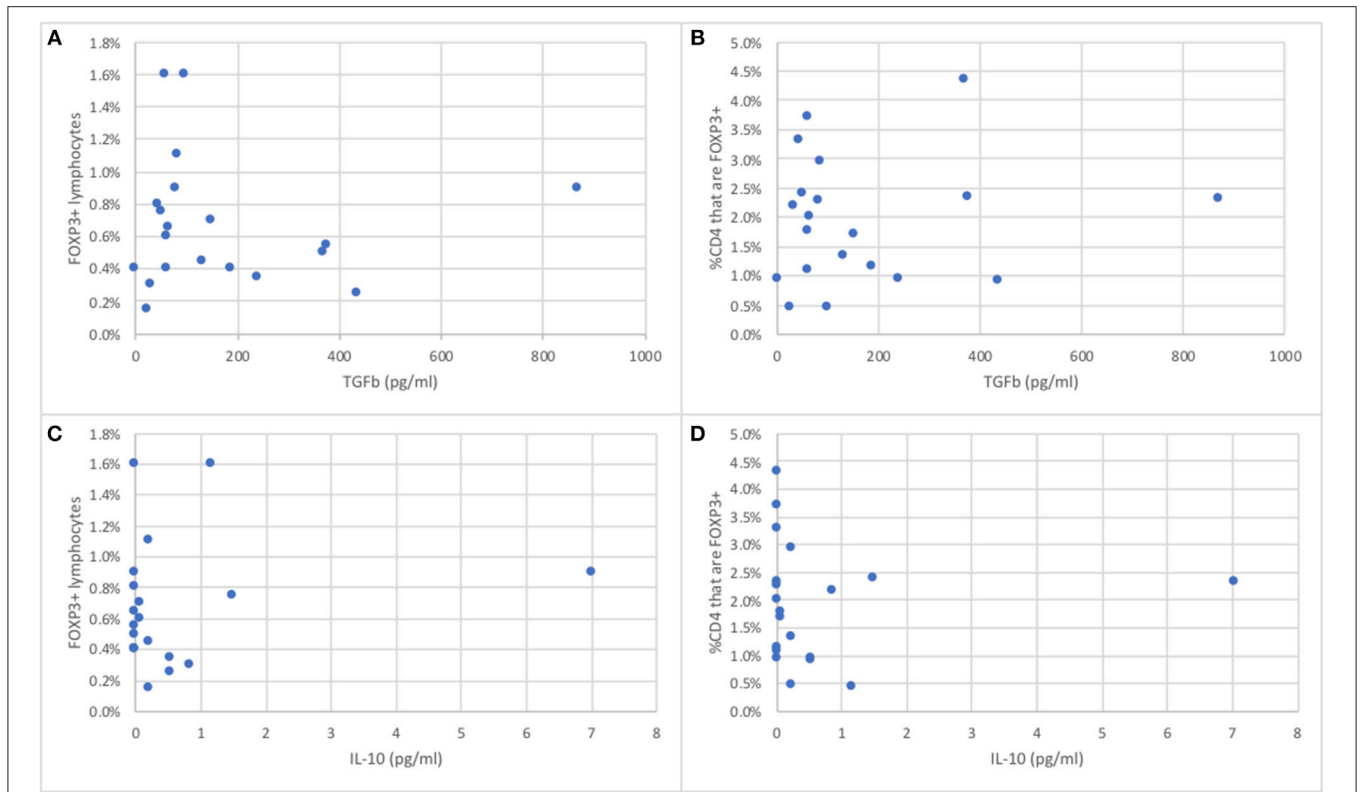 A
FOXP3+ lymphocytes
1.8%
1.6%
1.4%
1.2%
1.0%
0.8%
0.6%
0.4%
0.2%
0.0%
0 200 400 600 800 1000
TGFb (pg/ml)
B
%CD4 that are FOXP3+
5.0%
4.5%
4.0%
3.5%
3.0%
2.5%
2.0%
1.5%
1.0%
0.5%
0.0%
0 200 400 600 800 1000
TGFb (pg/ml)
C
FOXP3+ lymphocytes
1.8%
1.6%
1.4%
1.2%
1.0%
0.8%
0.6%
0.4%
0.2%
0.0%
0 1 2 3 4 5 6 7 8
IL-10 (pg/ml)
D
%CD4 that are FOXP3+
5.0%
4.5%
4.0%
3.5%
3.0%
2.5%
2.0%
1.5%
1.0%
0.5%
0.0%
0 1 2 3 4 5 6 7 8
IL-10 (pg/ml)